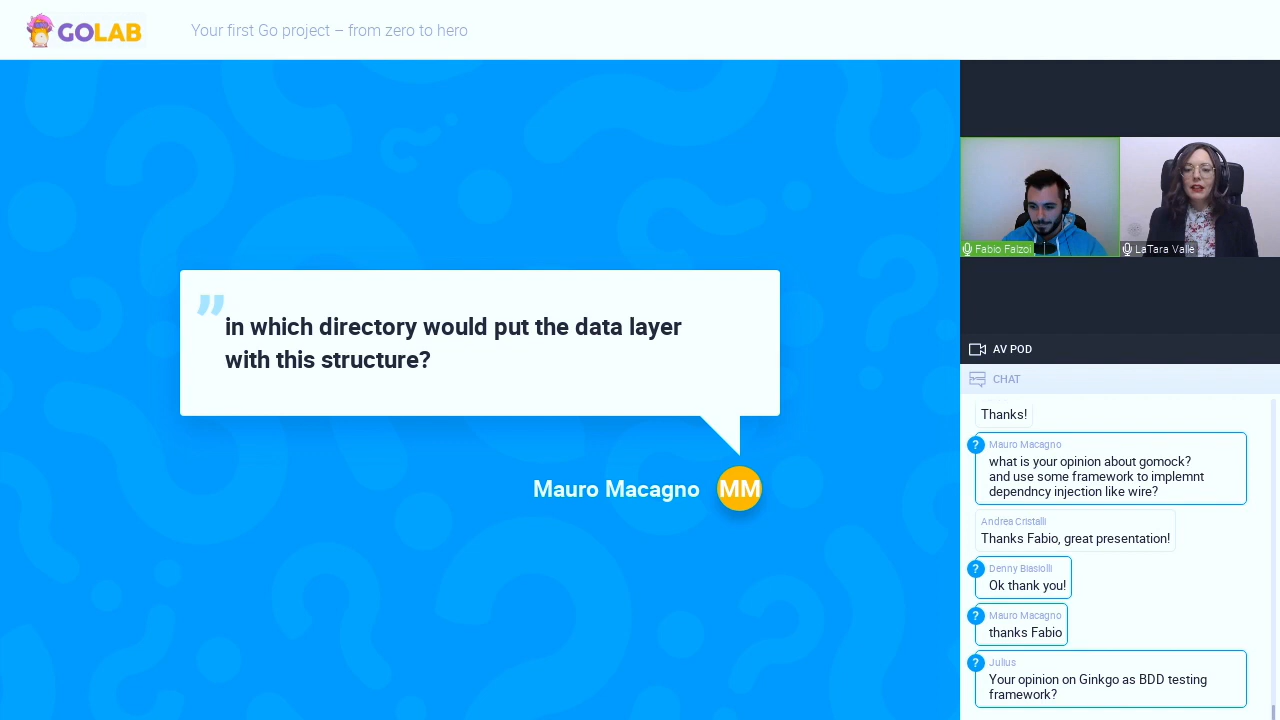 GOLAB
Your first Go project – from zero to hero
in which directory would put the data layer
with this structure?
Mauro Macagno
MM
Fabio Falzoi
LaTara Vallè
AV POD
CHAT
Thanks!
?
Mauro Macagno
what is your opinion about gomock?
and use some framework to implemnt
dependncy injection like wire?
Andrea Cristalli
Thanks Fabio, great presentation!
?
Denny Biasiolli
Ok thank you!
?
Mauro Macagno
thanks Fabio
?
Julius
Your opinion on Ginkgo as BDD testing
framework?